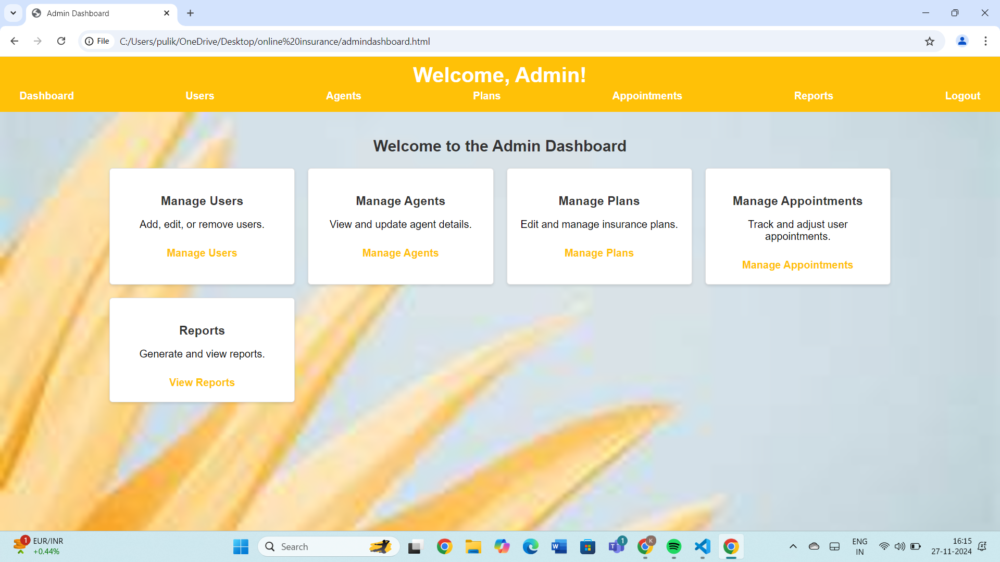 Admin Dashboard
File
C:/Users/pulik/OneDrive/Desktop/online%20insurance/admindashboard.html
Welcome, Admin!
Dashboard Users Agents Plans Appointments Reports Logout
Welcome to the Admin Dashboard
Manage Users
Add, edit, or remove users.
Manage Users
Manage Agents
View and update agent details.
Manage Agents
Manage Plans
Edit and manage insurance plans.
Manage Plans
Manage Appointments
Track and adjust user
appointments.
Manage Appointments
Reports
Generate and view reports.
View Reports
1
EUR/INR
+0.44%
Search
W
T
1
K
ENG
IN
16:15
27-11-2024